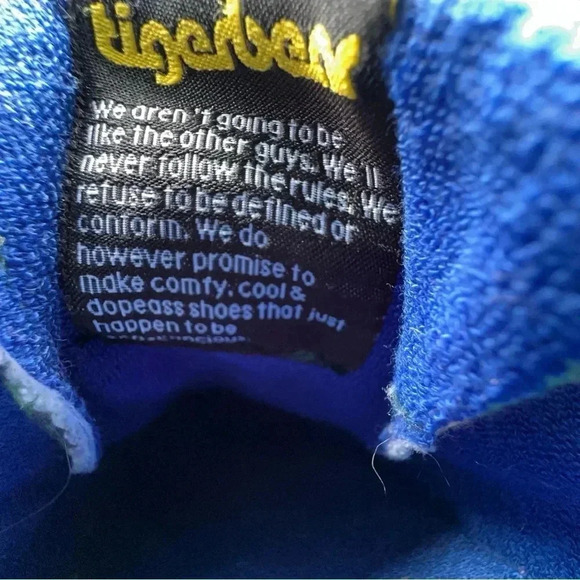 tigerbear
We aren't going to be
like the other guys. We'll
never follow the rules. We
refuse to be defined or
conform. We do
however promise to
make comfy, cool &
dopeass shoes that just
happen to be